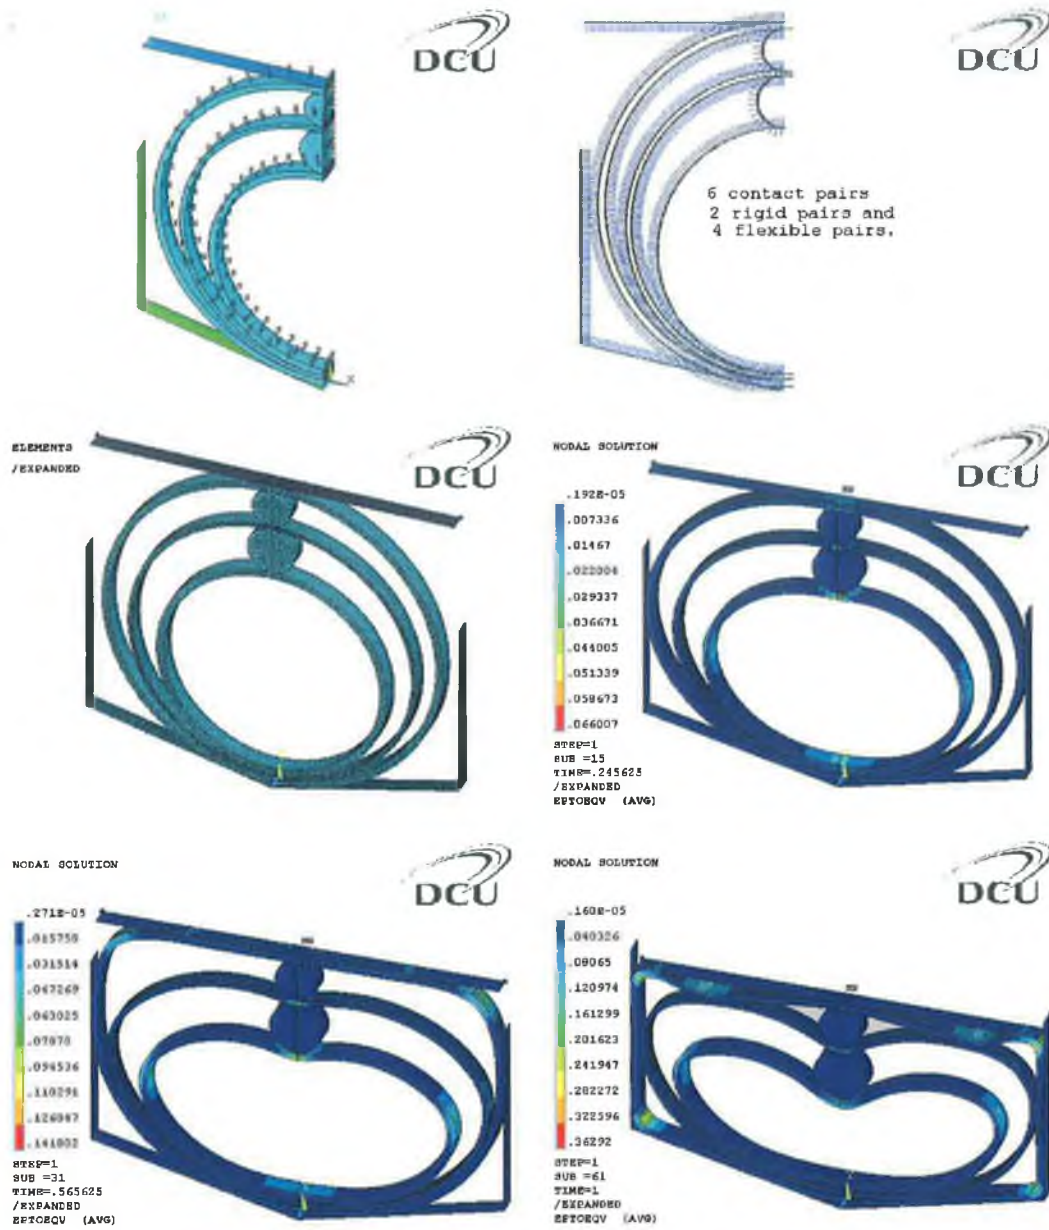 DCU
DCU
6 contact pairs
2 rigid pairs and
4 flexible pairs.
X
ELEMENTS
/EXPANDED
DCU
NODAL SOLUTION
DCU
.192E-05
.007336
.01467
.022004
.029337
.036671
.044005
.051339
.058673
.066007
STEP=1
SUB =15
TIME=.245625
/EXPANDED
EPTOEQV (AVG)
NODAL SOLUTION
DCU
.271E-05
.015758
.031514
.047269
.063025
.07878
.094536
.110291
.126047
.141802
STEP=1
SUB =31
TIME=.565625
/EXPANDED
EPTOEQV (AVG)
NODAL SOLUTION
DCU
.160E-05
.040326
.08065
.120974
.161299
.201623
.241947
.282272
.322596
.36292
STEP=1
SUB =61
TIME=1
/EXPANDED
EPTOEQV (AVG)